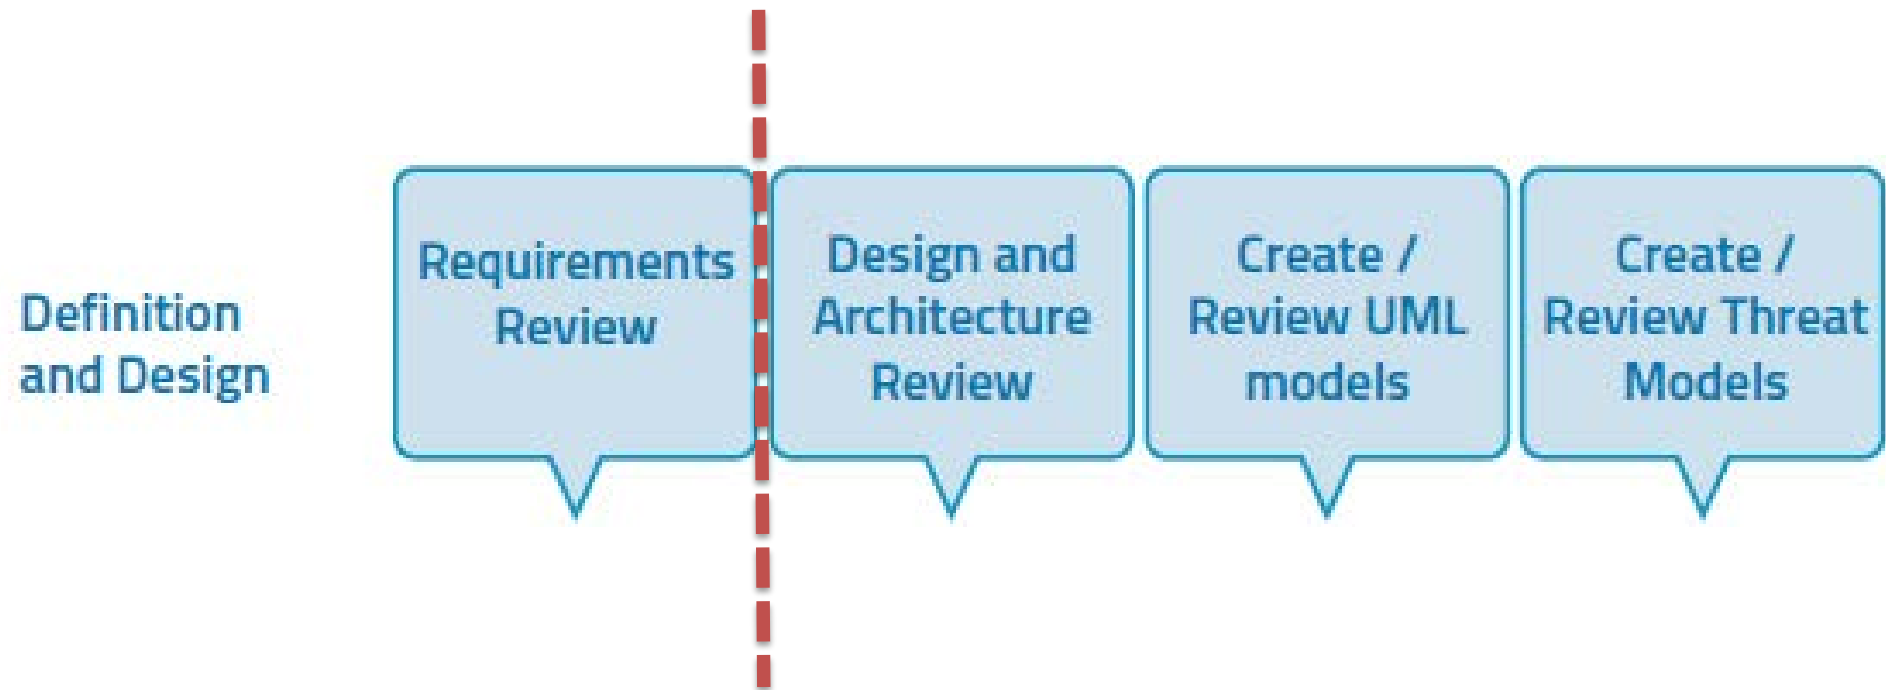 Definition
and Design
Requirements
Review
Design and
Architecture
Review
Create /
Review UML
models
Create /
Review Threat
Models